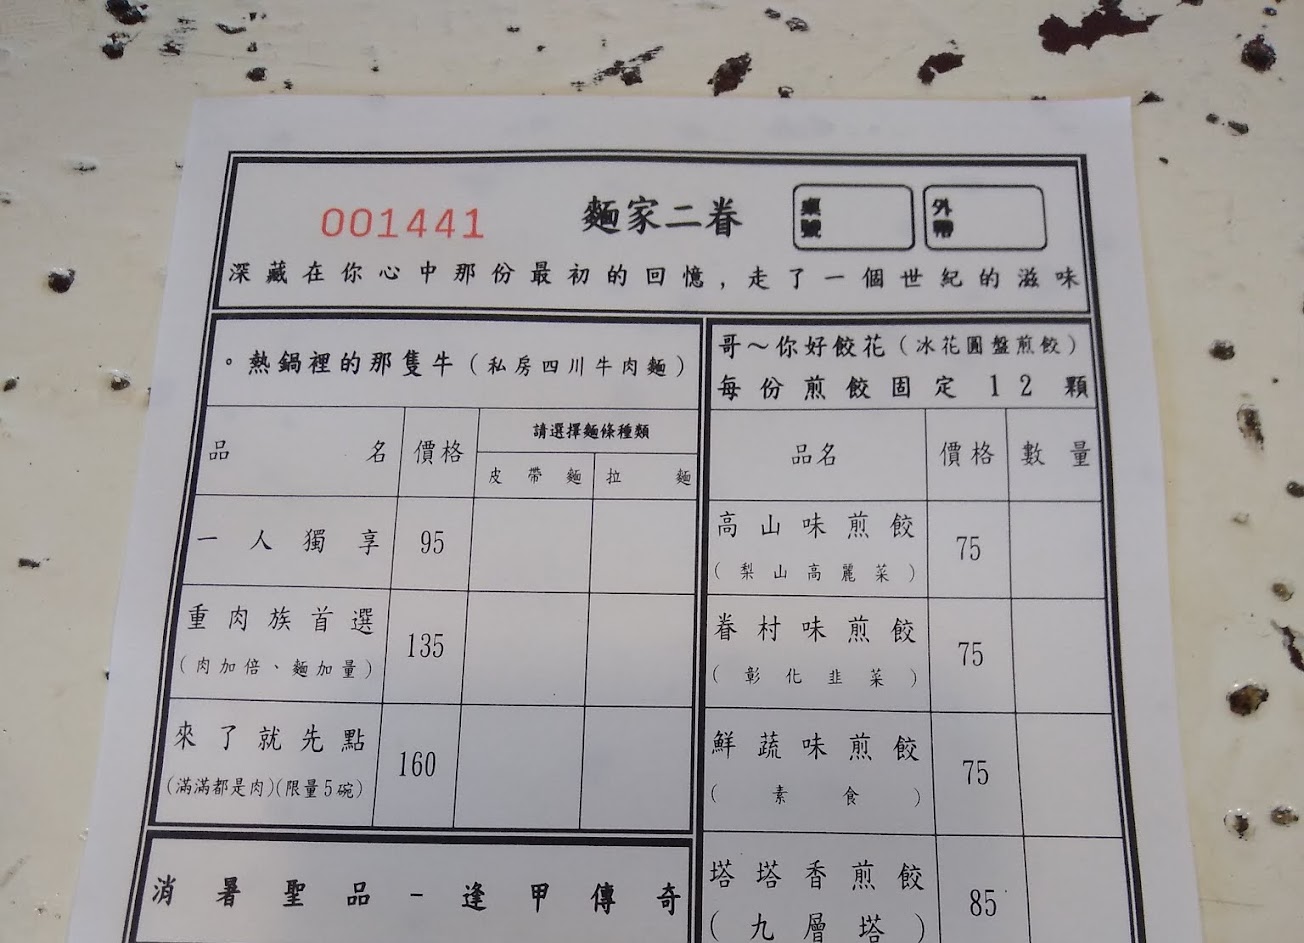 001441
麵家二眷
桌號
外帶
深藏在你心中那份最初的回憶,走了一個世紀的滋味
。熱鍋裡的那隻牛(私房四川牛肉麵)
品名 價格 請選擇麵條種類
皮帶麵 拉麵
一人獨享 95
重肉族首選 135
(肉加倍、麵加量)
來了就先點 160
(滿滿都是肉)(限量5碗)
消暑聖品-逢甲傳奇
哥~你好餃花(冰花圓盤煎餃)
每份煎餃固定12顆
品名 價格 數量
高山味煎餃 75
(梨山高麗菜)
眷村味煎餃 75
(彰化韭菜)
鮮蔬味煎餃 75
(素食)
塔塔香煎餃 85
(九層塔)